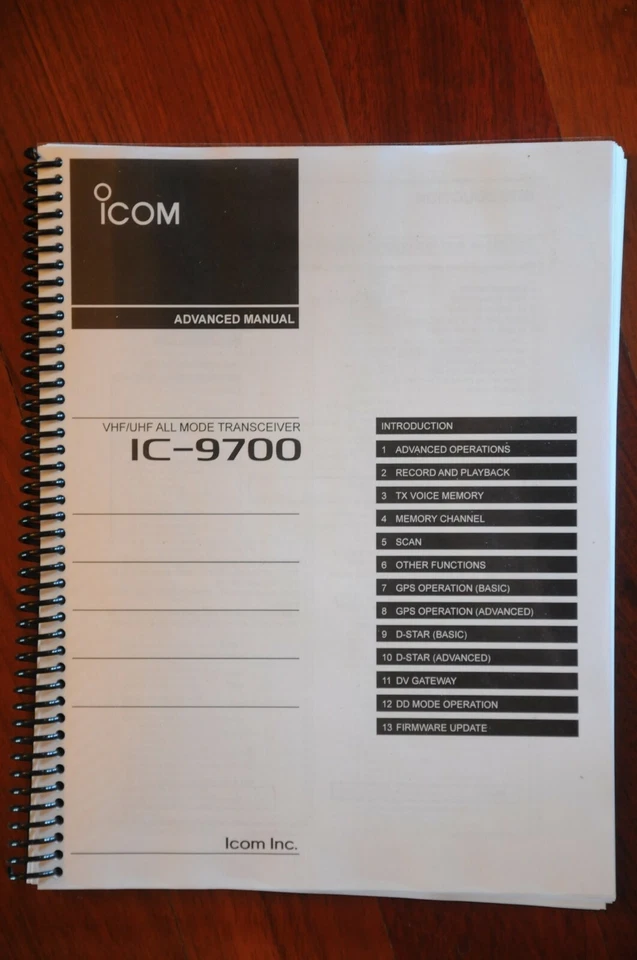 ICOM
ADVANCED MANUAL
VHF/UHF ALL MODE TRANSCEIVER
IC-9700
Icom Inc.
INTRODUCTION
1 ADVANCED OPERATIONS
2 RECORD AND PLAYBACK
3 TX VOICE MEMORY
4 MEMORY CHANNEL
5 SCAN
6 OTHER FUNCTIONS
7 GPS OPERATION (BASIC)
8 GPS OPERATION (ADVANCED)
9 D-STAR (BASIC)
10 D-STAR (ADVANCED)
11 DV GATEWAY
12 DD MODE OPERATION
13 FIRMWARE UPDATE